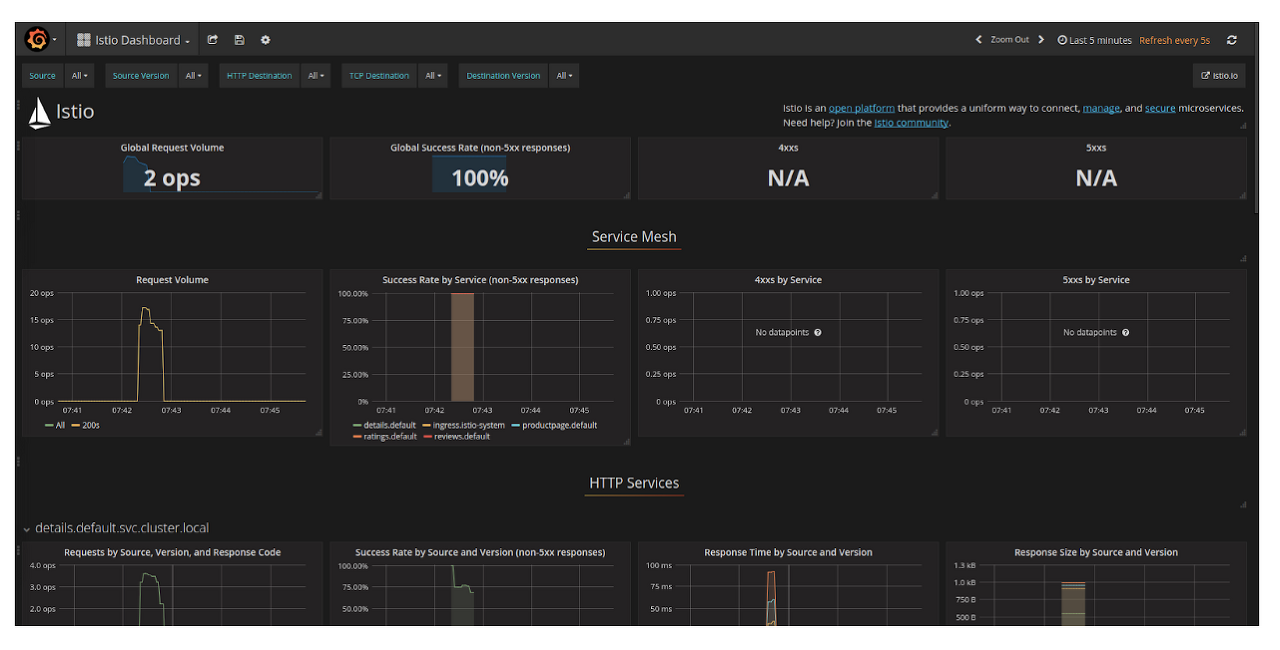 Istio Dashboard
Zoom Out
Last 5 minutes Refresh every 5s
Source All
Source Version All
HTTP Destination All
TCP Destination All
Destination Version All
istio.io
Istio
Istio is an open platform that provides a uniform way to connect, manage, and secure microservices.
Need help? Join the Istio community.
Global Request Volume
2 ops
Global Success Rate (non-5xx responses)
100%
4xxs
N/A
5xxs
N/A
Service Mesh
Request Volume
20 ops
15 ops
10 ops
5 ops
0 ops
07:41 07:42 07:43 07:44 07:45
All 200s
Success Rate by Service (non-5xx responses)
100.00%
75.00%
50.00%
25.00%
0%
07:41 07:42 07:43 07:44 07:45
details.default ingress.istio-system productpage.default
ratings.default reviews.default
4xxs by Service
1.00 ops
0.75 ops
No datapoints
0.50 ops
0.25 ops
0 ops
07:41 07:42 07:43 07:44 07:45
5xxs by Service
1.00 ops
0.75 ops
No datapoints
0.50 ops
0.25 ops
0 ops
07:41 07:42 07:43 07:44 07:45
HTTP Services
details.default.svc.cluster.local
Requests by Source, Version, and Response Code
4.0 ops
3.0 ops
2.0 ops
Success Rate by Source and Version (non-5xx responses)
100.00%
75.00%
50.00%
Response Time by Source and Version
100 ms
75 ms
50 ms
Response Size by Source and Version
1.3 kB
1.0 kB
750 B
500 B